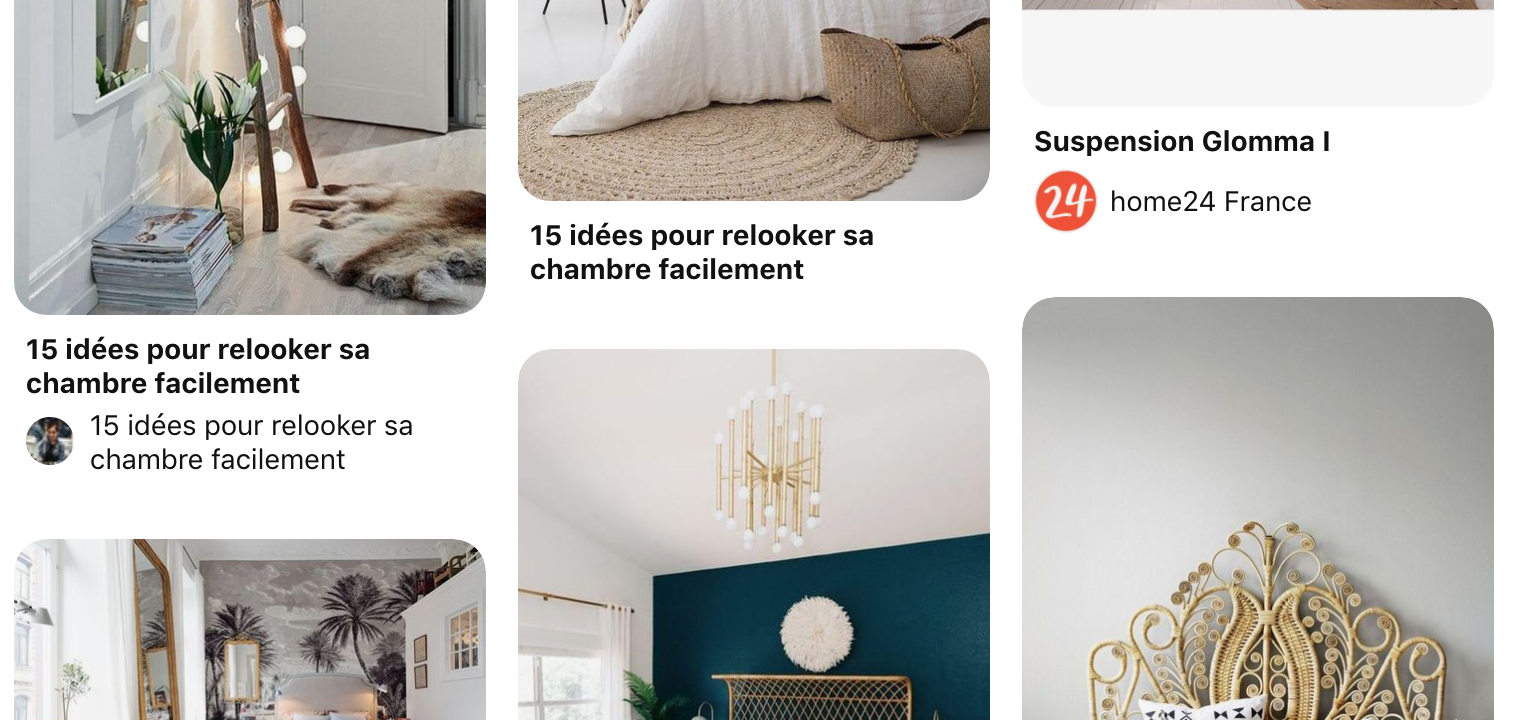 15 idées pour relooker sa
chambre facilement
15 idées pour relooker sa
chambre facilement
15 idées pour relooker sa
chambre facilement
Suspension Glomma I
24
home24 France